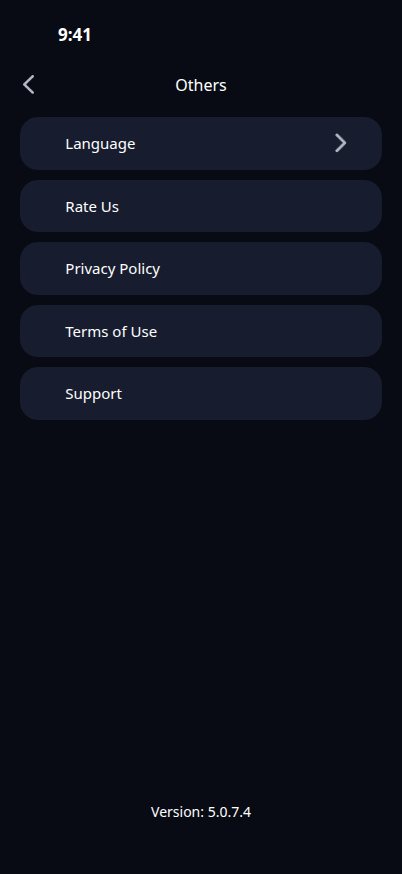 9:41
Others
Language
Rate Us
Privacy Policy
Terms of Use
Support
Version: 5.0.7.4